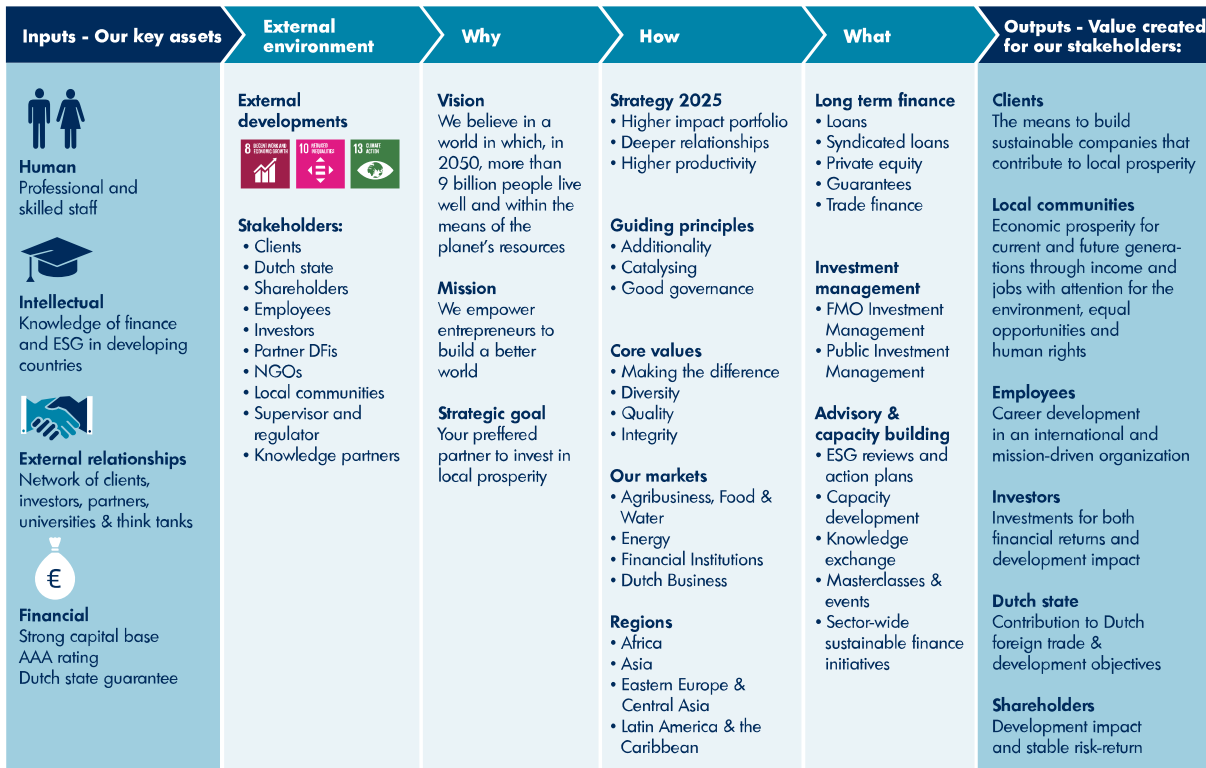 Inputs - Our key assets
Human
Professional and
skilled staff
Intellectual
Knowledge of finance
and ESG in developing
countries
External relationships
Network of clients,
investors, partners,
universities & think tanks
€
Financial
Strong capital base
AAA rating
Dutch state guarantee
External
environment
External
developments
8 DECENT WORK AND
ECONOMIC GROWTH
10 REDUCED
INEQUALITIES
13 CLIMATE
ACTION
Stakeholders:
• Clients
• Dutch state
• Shareholders
• Employees
• Investors
• Partner DFIs
• NGOs
• Local communities
• Supervisor and
regulator
• Knowledge partners
Why
Vision
We believe in a
world in which, in
2050, more than
9 billion people live
well and within the
means of the
planet's resources
Mission
We empower
entrepreneurs to
build a better
world
Strategic goal
Your preffered
partner to invest in
local prosperity
How
Strategy 2025
• Higher impact portfolio
• Deeper relationships
• Higher productivity
Guiding principles
• Additionality
• Catalysing
• Good governance
Core values
• Making the difference
• Diversity
• Quality
• Integrity
Our markets
• Agribusiness, Food &
Water
• Energy
• Financial Institutions
• Dutch Business
Regions
• Africa
• Asia
• Eastern Europe &
Central Asia
• Latin America & the
Caribbean
What
Long term finance
• Loans
• Syndicated loans
• Private equity
• Guarantees
• Trade finance
Investment
management
• FMO Investment
Management
• Public Investment
Management
Advisory &
capacity building
• ESG reviews and
action plans
• Capacity
development
• Knowledge
exchange
• Masterclasses &
events
• Sector-wide
sustainable finance
initiatives
Outputs - Value created
for our stakeholders:
Clients
The means to build
sustainable companies that
contribute to local prosperity
Local communities
Economic prosperity for
current and future genera-
tions through income and
jobs with attention for the
environment, equal
opportunities and
human rights
Employees
Career development
in an international and
mission-driven organization
Investors
Investments for both
financial returns and
development impact
Dutch state
Contribution to Dutch
foreign trade &
development objectives
Shareholders
Development impact
and stable risk-return